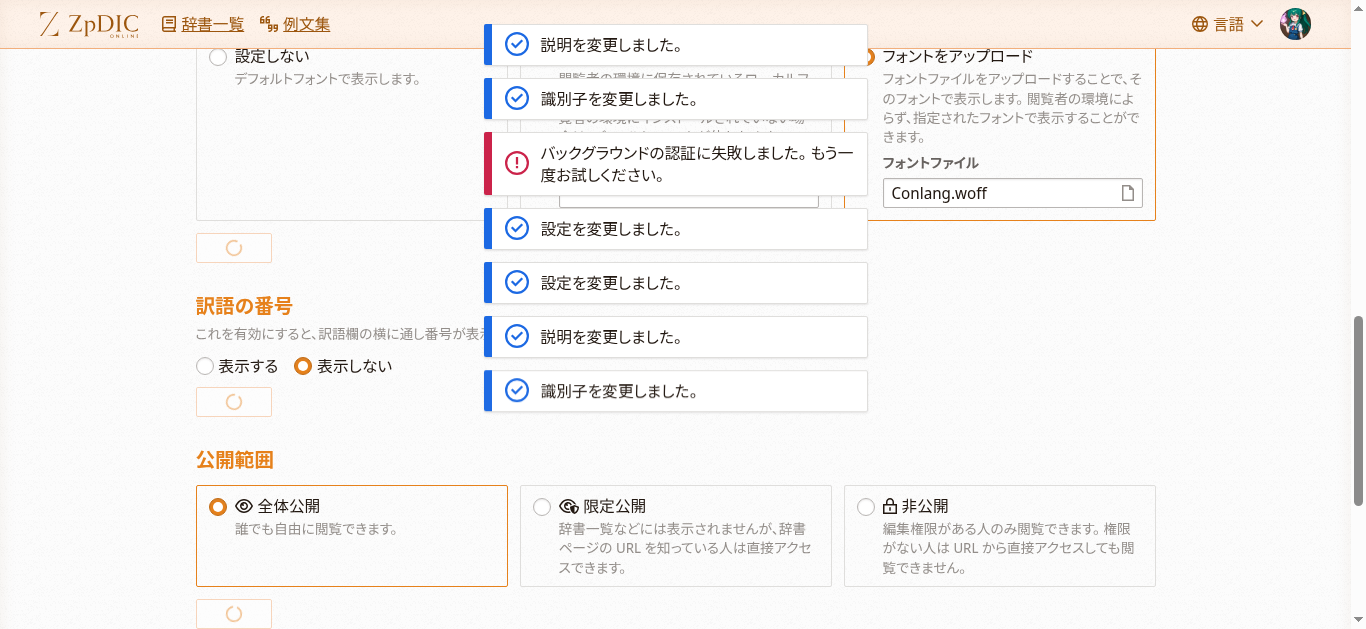 ZpDIC
ONLINE
辞書一覧
例文集
言語
説明を変更しました。
識別子を変更しました。
バックグラウンドの認証に失敗しました。もう一
度お試しください。
設定を変更しました。
設定を変更しました。
説明を変更しました。
識別子を変更しました。
設定しない
デフォルトフォントで表示します。
フォントをアップロード
フォントファイルをアップロードすることで、そ
のフォントで表示します。閲覧者の環境によ
らず、指定されたフォントで表示することがで
きます。
フォントファイル
Conlang.woff
訳語の番号
これを有効にすると、訳語欄の横に通し番号が表
表示する
表示しない
公開範囲
全体公開
誰でも自由に閲覧できます。
限定公開
辞書一覧などには表示されませんが、辞書
ページの URL を知っている人は直接アクセ
スできます。
非公開
編集権限がある人のみ閲覧できます。権限
がない人は URL から直接アクセスしても閲
覧できません。